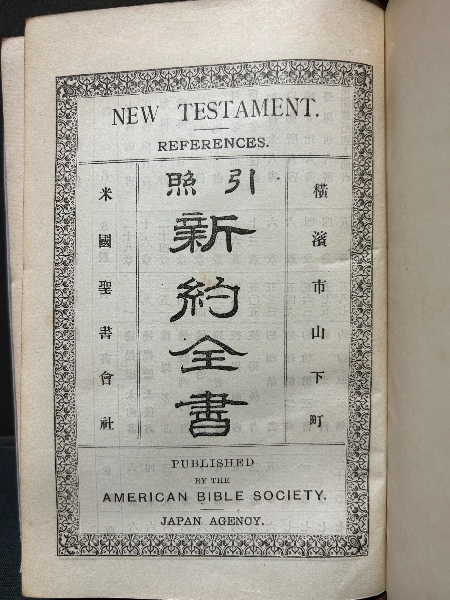 NEW TESTAMENT.
REFERENCES.
引照
橫濱市山下町
新約全書
米國聖書會社
PUBLISHED
BY THE
AMERICAN BIBLE SOCIETY.
JAPAN AGENCY.